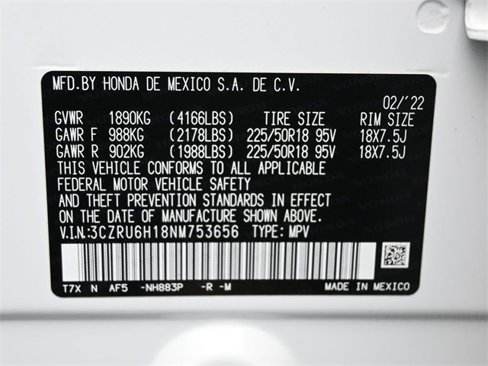 MFD.BY HONDA DE MEXICO S.A. DE C.V.
02/'22
GVWR 1890KG (4166LBS) TIRE SIZE RIM SIZE
GAWR F 988KG (2178LBS) 225/50R18 95V 18X7.5J
GAWR R 902KG (1988LBS) 225/50R18 95V 18X7.5J
THIS VEHICLE CONFORMS TO ALL APPLICABLE
FEDERAL MOTOR VEHICLE SAFETY
AND THEFT PREVENTION STANDARDS IN EFFECT
ON THE DATE OF MANUFACTURE SHOWN ABOVE.
V.I.N:3CZRU6H18NM753656 TYPE: MPV
T7X N AF5 -NH883P -R -M MADE IN MEXICO